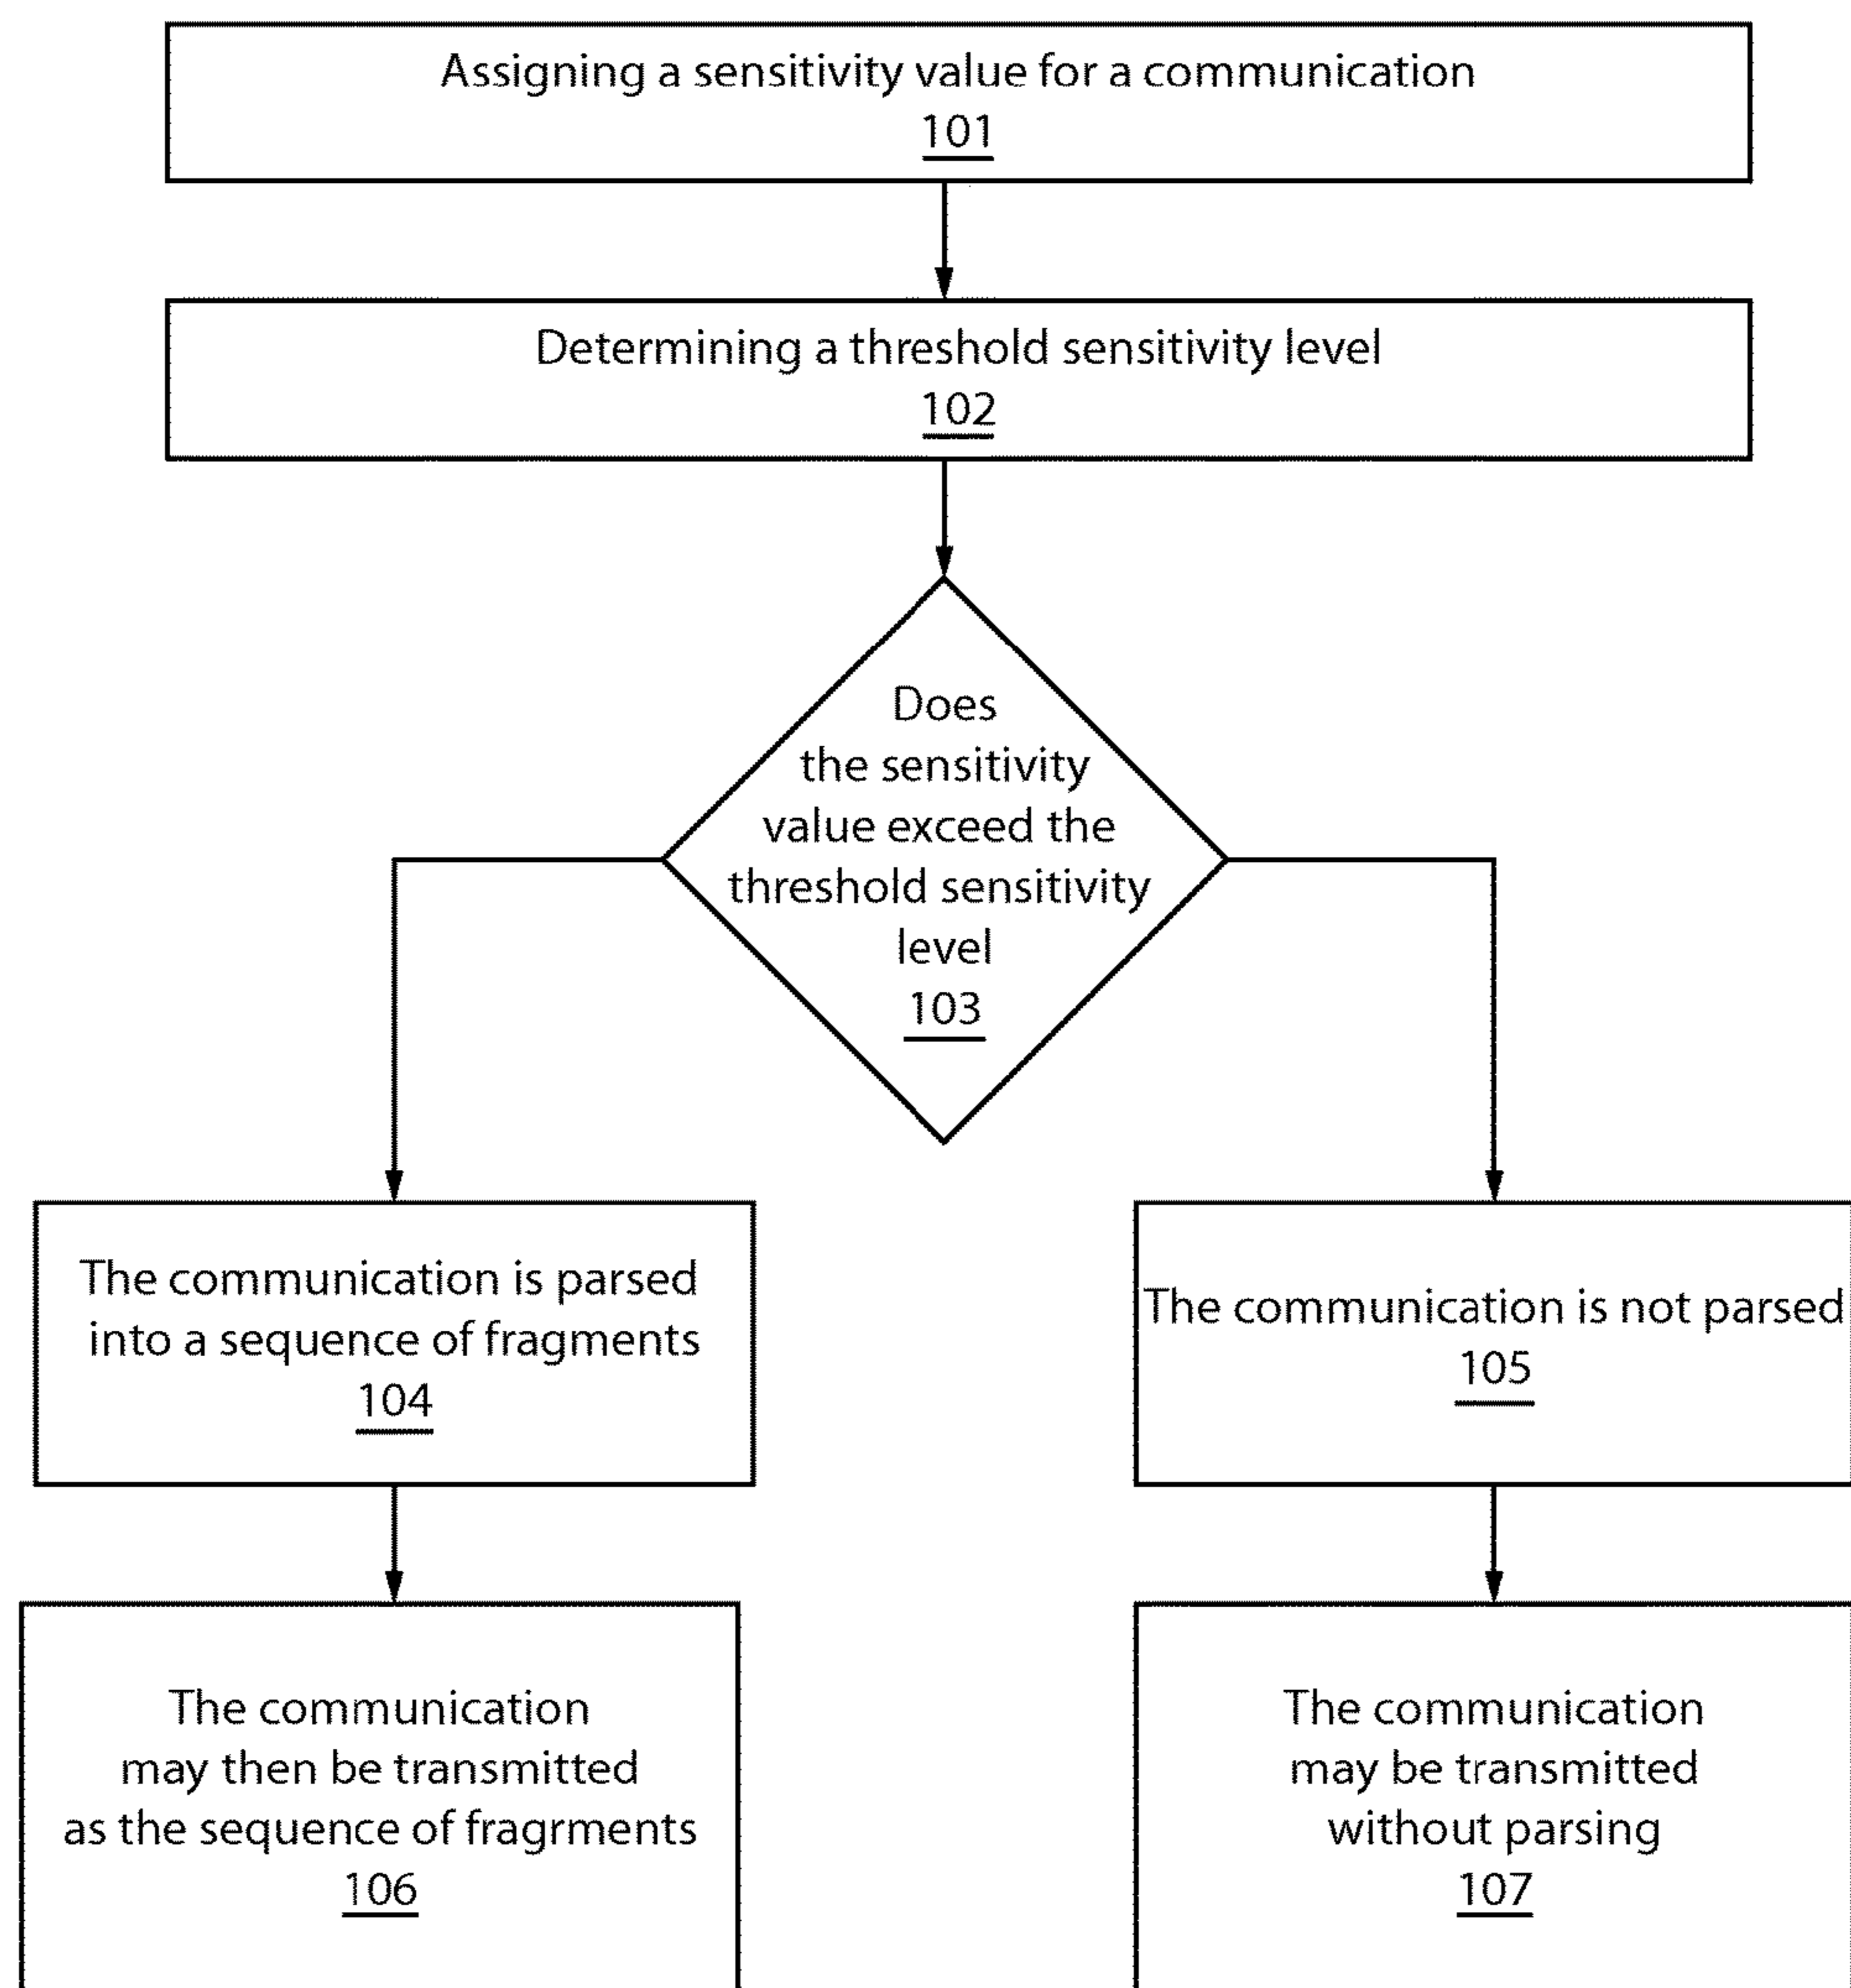 Assigning a sensitivity value for a communication
101
Determining a threshold sensitivity level
102
Does
the sensitivity
value exceed the
threshold sensitivity
level
103
The communication is parsed
into a sequence of fragments
104
The communication is not parsed
105
The communication
may then be transmitted
as the sequence of fragrments
106
The communication
may be transmitted
without parsing
107